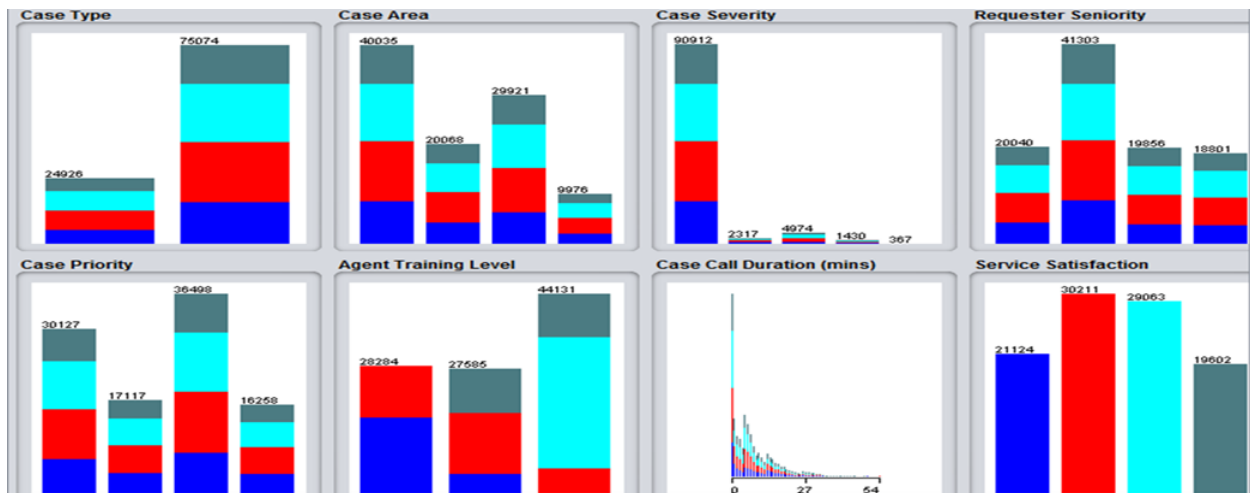 Case Type
75074
24926
Case Area
40035
20068
29921
9976
Case Severity
90912
2317
4974
1430
367
Requester Seniority
20040
41303
19856
18801
Case Priority
30127
17117
36498
16258
Agent Training Level
28284
27585
44131
Case Call Duration (mins)
0 27 54
Service Satisfaction
21124
30211
29063
19602